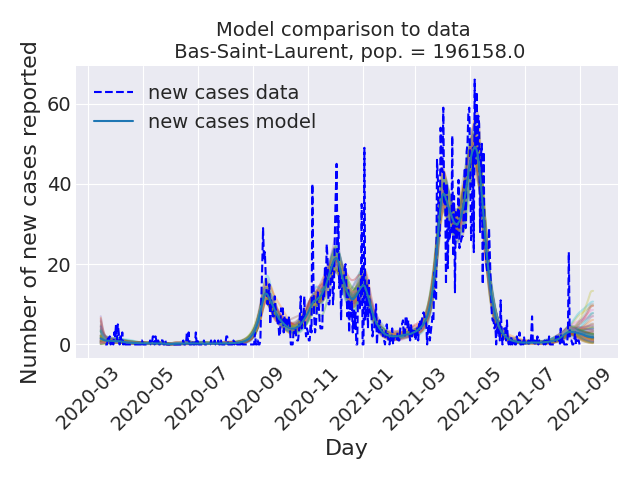 Model comparison to data
Bas-Saint-Laurent, pop. = 196158.0
Number of new cases reported
60
40
20
0
new cases data
new cases model
2020-03
2020-05
2020-07
2020-09
2020-11
2021-01
2021-03
2021-05
2021-07
2021-09
Day